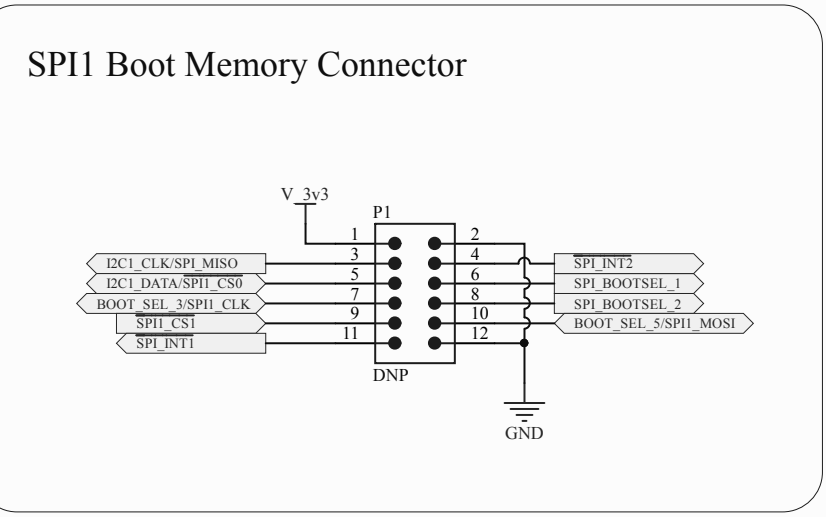 SPI1 Boot Memory Connector
V_3v3
P1
1 2
I2C1_CLK/SPI_MISO 3 4 SPI_INT2
I2C1_DATA/SPI1_CS0 5 6 SPI_BOOTSEL_1
BOOT_SEL_3/SPI1_CLK 7 8 SPI_BOOTSEL_2
SPI1_CS1 9 10 BOOT_SEL_5/SPI1_MOSI
SPI_INT1 11 12
DNP
GND